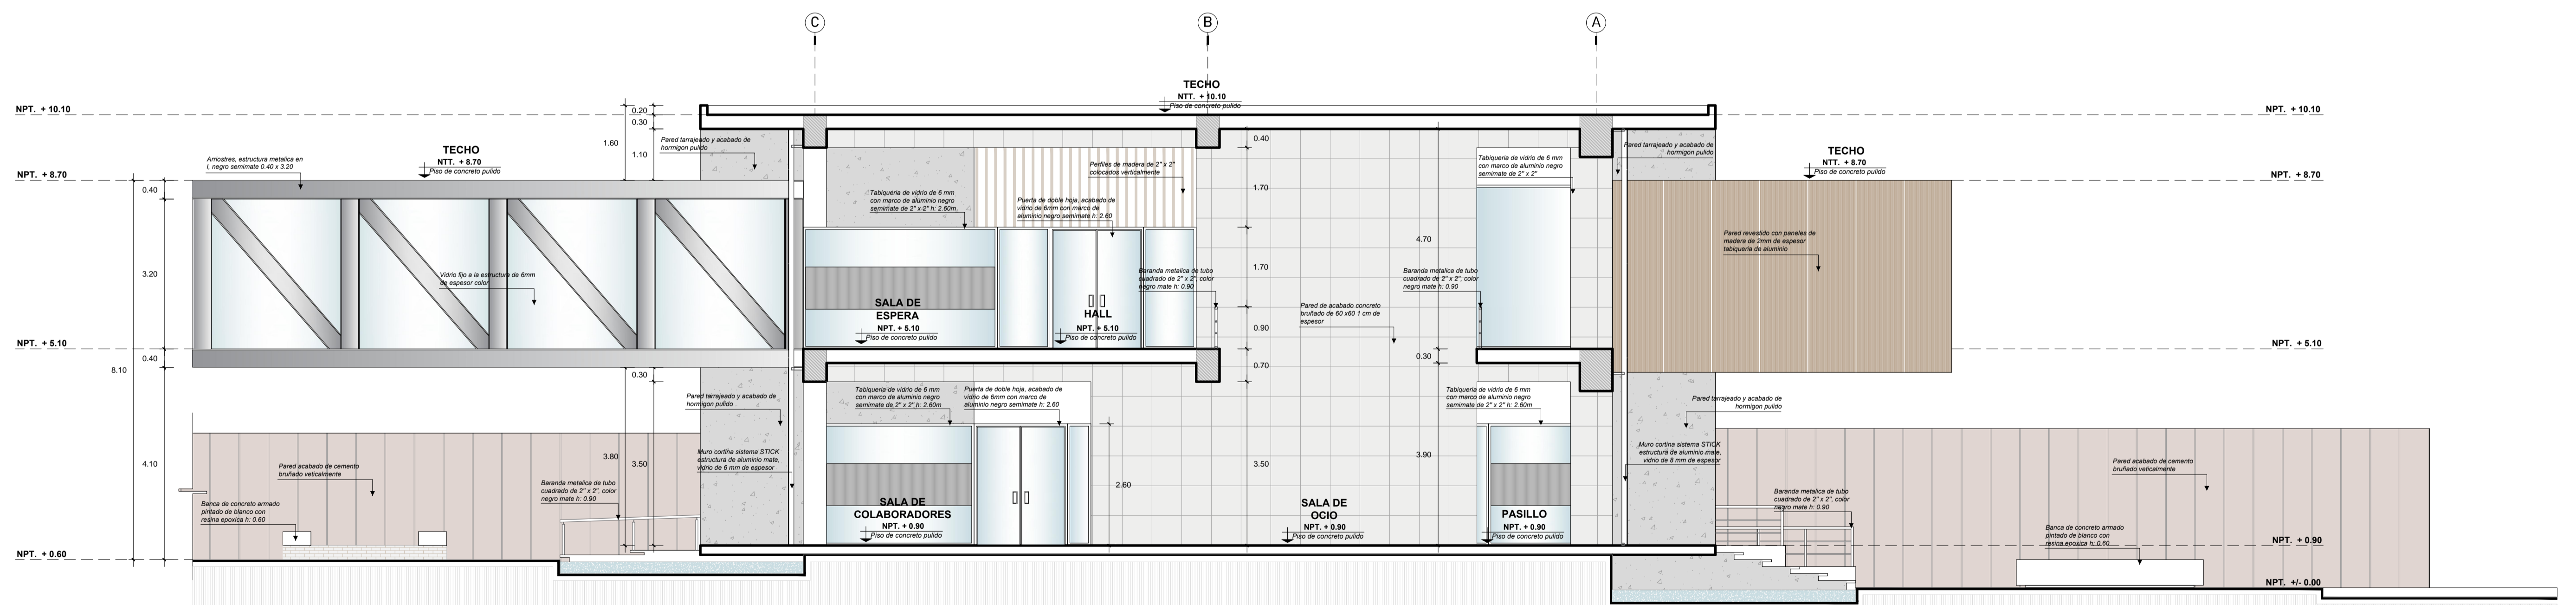 C
B
A
TECHO
NTT. + 10.10
Piso de concreto pulido
NPT. + 10.10
NPT. + 10.10
0.20
0.30
1.60
1.10
Pared tarrajeado y acabado de
hormigon pulido
0.40
Pared tarrajeado y acabado de
hormigon pulido
TECHO
NTT. + 8.70
Piso de concreto pulido
TECHO
NTT. + 8.70
Piso de concreto pulido
Arriostres, estructura metalica en
I, negro semimate 0.40 x 3.20
NPT. + 8.70
NPT. + 8.70
0.40
Perfiles de madera de 2" x 2"
colocados verticalmente
Tabiqueria de vidrio de 6 mm
con marco de aluminio negro
semimate de 2" x 2"
Tabiqueria de vidrio de 6 mm
con marco de aluminio negro
semimate de 2" x 2" h: 2.60m.
Puerta de doble hoja, acabado de
vidrio de 6mm con marco de
aluminio negro semimate h: 2.60
1.70
4.70
Pared revestido con paneles de
madera de 2mm de espesor
tabiqueria de aluminio
3.20
Vidrio fijo a la estructura de 6mm
de espesor color
Baranda metalica de tubo
cuadrado de 2" x 2", color
negro mate h: 0.90
1.70
Baranda metalica de tubo
cuadrado de 2" x 2", color
negro mate h: 0.90
SALA DE
ESPERA
NPT. + 5.10
Piso de concreto pulido
HALL
NPT. + 5.10
Piso de concreto pulido
0.90
Pared de acabado concreto
bruñado de 60 x60 1 cm de
espesor
NPT. + 5.10
NPT. + 5.10
0.40
8.10
0.30
0.70
0.30
Tabiqueria de vidrio de 6 mm
con marco de aluminio negro
semimate de 2" x 2" h: 2.60m
Puerta de doble hoja, acabado de
vidrio de 6mm con marco de
aluminio negro semimate h: 2.60
Tabiqueria de vidrio de 6 mm
con marco de aluminio negro
semimate de 2" x 2" h: 2.60m
Pared tarrajeado y acabado de
hormigon pulido
Pared tarrajeado y acabado de
hormigon pulido
4.10
3.80
3.50
Muro cortina sistema STICK
estructura de aluminio mate,
vidrio de 6 mm de espesor
3.50
3.90
Muro cortina sistema STICK
estructura de aluminio mate,
vidrio de 8 mm de espesor
Pared acabado de cemento
bruñado veticalmente
Pared acabado de cemento
bruñado veticalmente
Baranda metalica de tubo
cuadrado de 2" x 2", color
negro mate h: 0.90
2.60
Baranda metalica de tubo
cuadrado de 2" x 2", color
negro mate h: 0.90
Banca de concreto armado
pintado de blanco con
resina epoxica h: 0.60
SALA DE
COLABORADORES
NPT. + 0.90
Piso de concreto pulido
SALA DE
OCIO
NPT. + 0.90
Piso de concreto pulido
PASILLO
NPT. + 0.90
Piso de concreto pulido
Banca de concreto armado
pintado de blanco con
resina epoxica h: 0.60
NPT. + 0.60
NPT. + 0.90
NPT. +/- 0.00